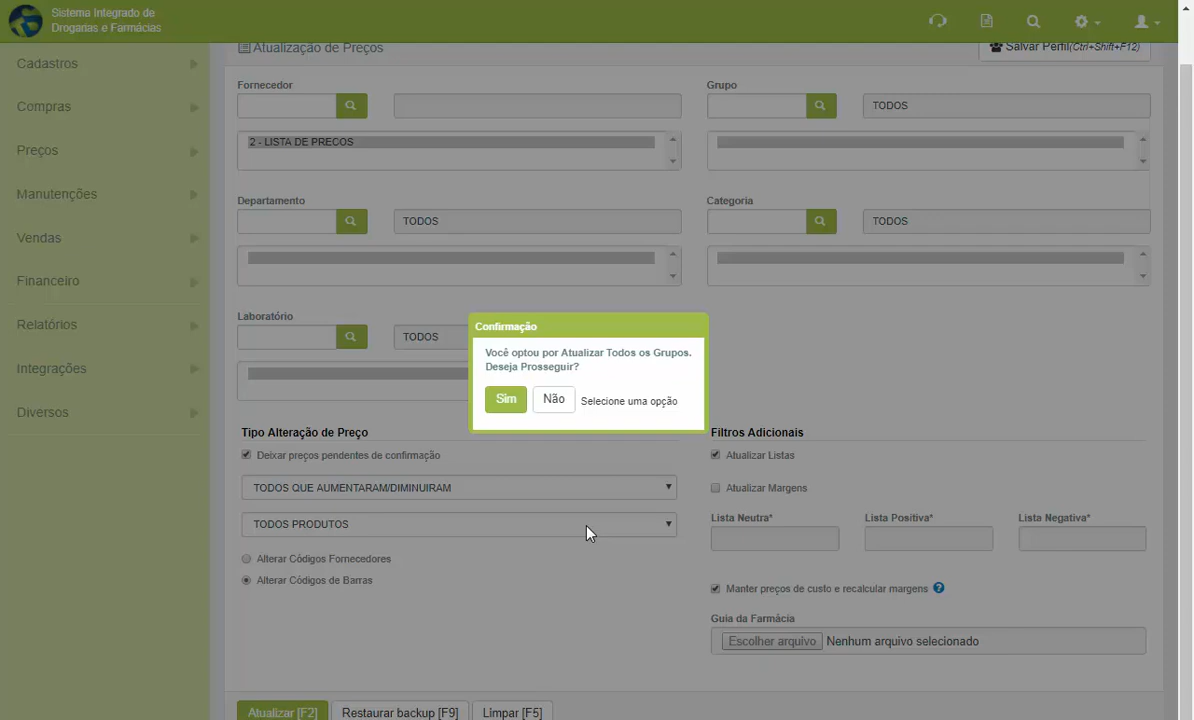 Sistema Integrado de
Drogarias e Farmácias
Cadastros
Compras
Preços
Manutenções
Vendas
Financeiro
Relatórios
Integrações
Diversos
Atualização de Preços
Salvar Perfil(Ctrl+Shift+F12)
Fornecedor
2 - LISTA DE PRECOS
Grupo
TODOS
Departamento
TODOS
Categoria
TODOS
Laboratório
TODOS
Confirmação
Você optou por Atualizar Todos os Grupos.
Deseja Prosseguir?
Sim Não Selecione uma opção
Tipo Alteração de Preço
Deixar preços pendentes de confirmação
TODOS QUE AUMENTARAM/DIMINUIRAM
TODOS PRODUTOS
Alterar Códigos Fornecedores
Alterar Códigos de Barras
Filtros Adicionais
Atualizar Listas
Atualizar Margens
Lista Neutra* Lista Positiva* Lista Negativa*
Manter preços de custo e recalcular margens ?
Guia da Farmácia
Escolher arquivo Nenhum arquivo selecionado
Atualizar [F2] Restaurar backup [F9] Limpar [F5]